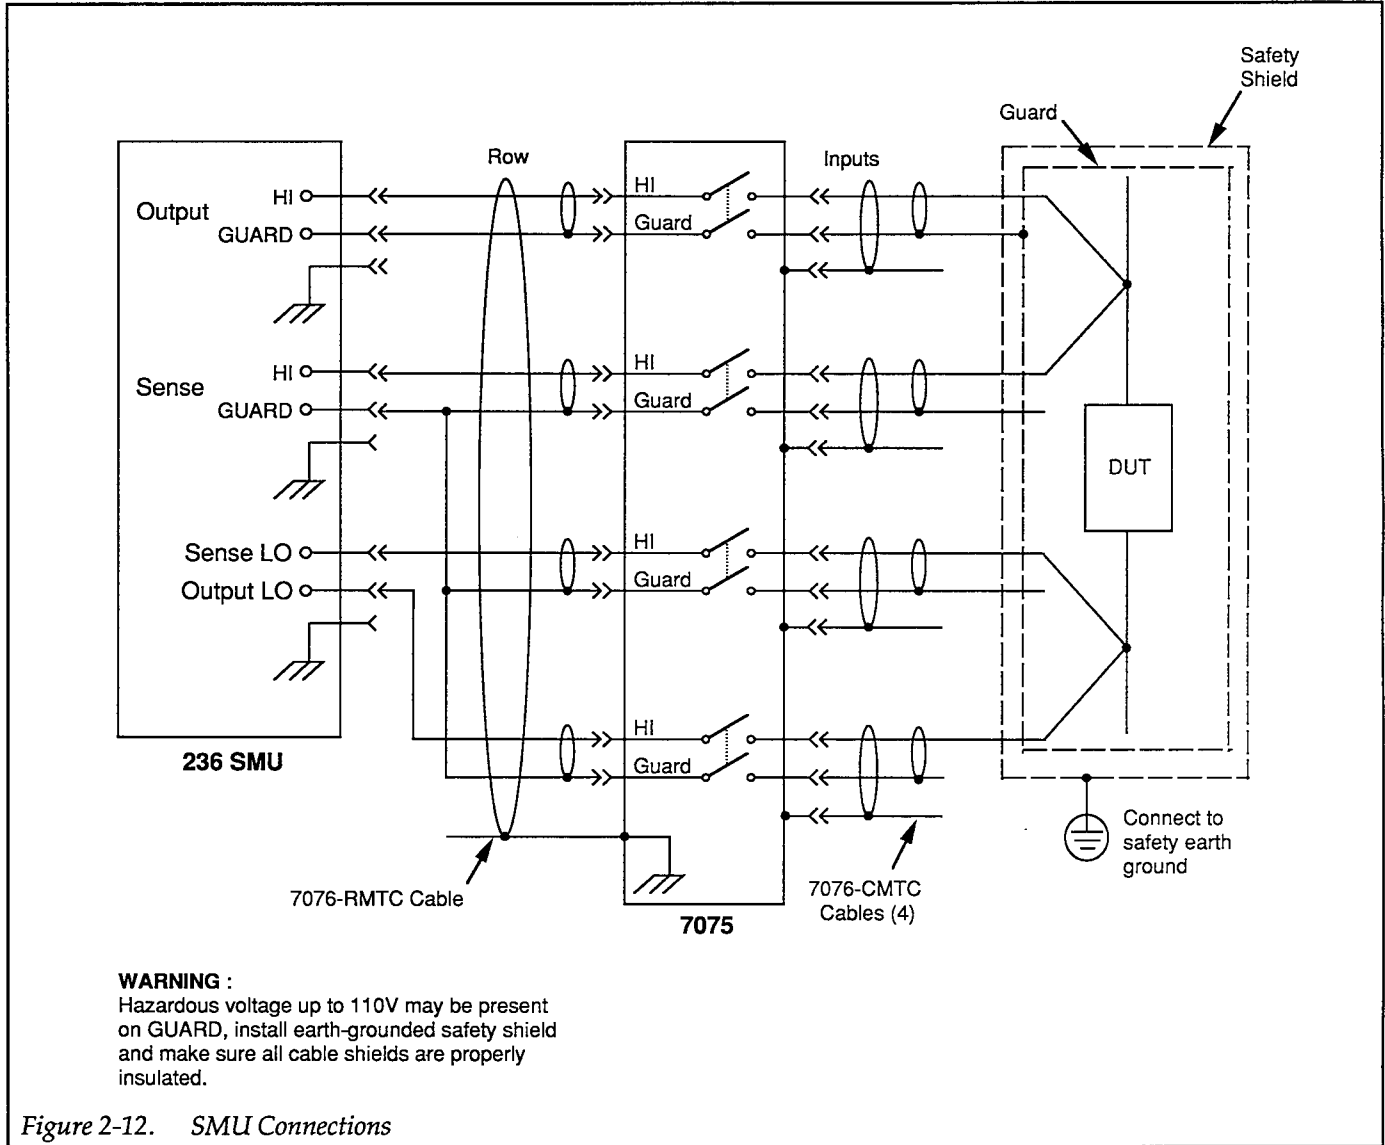 Safety
Shield
Guard
Row
Inputs
Output
HI
GUARD
HI
Guard
Sense
HI
GUARD
HI
Guard
DUT
Sense LO
Output LO
HI
Guard
236 SMU
HI
Guard
Connect to
safety earth
ground
7076-RMTC Cable
7076-CMTC
Cables (4)
7075
WARNING :
Hazardous voltage up to 110V may be present
on GUARD, install earth-grounded safety shield
and make sure all cable shields are properly
insulated.
Figure 2-12. SMU Connections